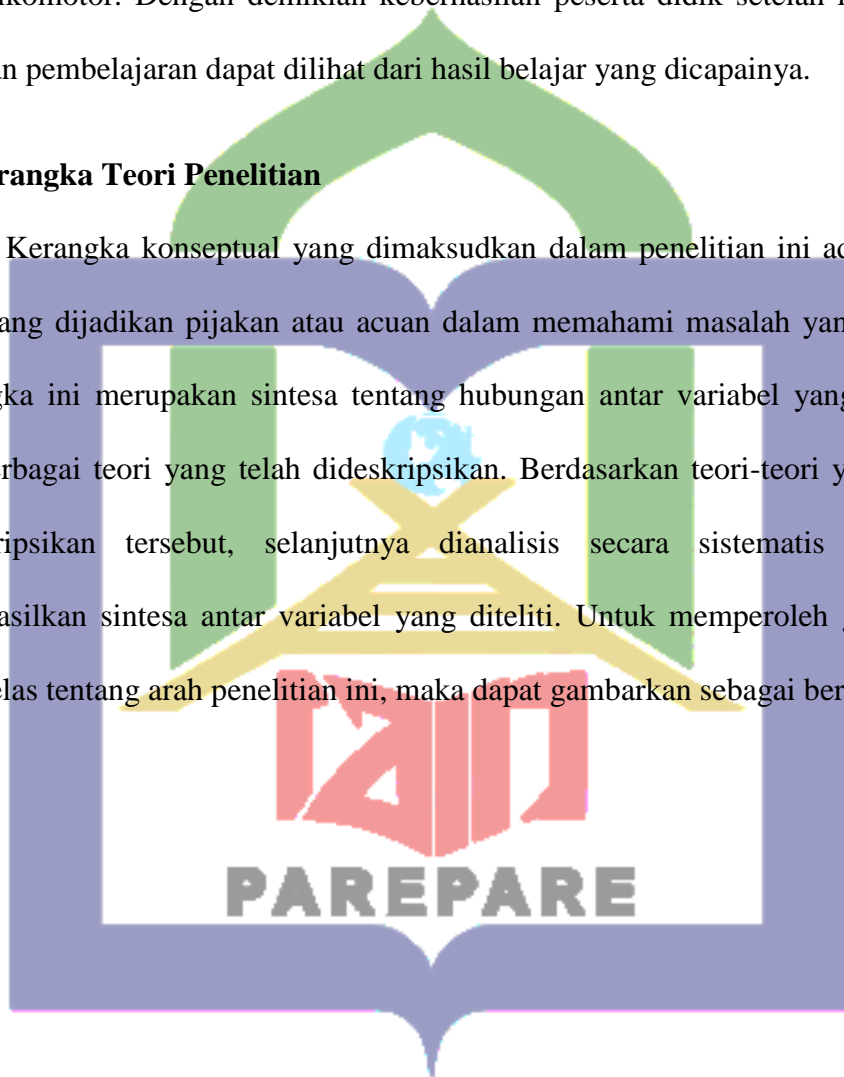 ikomotor. Dengan demikian keberhasilan peserta didik setelah
an pembelajaran dapat dilihat dari hasil belajar yang dicapainya.
rangka Teori Penelitian
Kerangka konseptual yang dimaksudkan dalam penelitian ini ad
ang dijadikan pijakan atau acuan dalam memahami masalah yan
gka ini merupakan sintesa tentang hubungan antar variabel yang
erbagai teori yang telah dideskripsikan. Berdasarkan teori-teori y
ripsikan tersebut, selanjutnya dianalisis secara sistematis
asilkan sintesa antar variabel yang diteliti. Untuk memperoleh
elas tentang arah penelitian ini, maka dapat gambarkan sebagai ber
iain
PAREPARE